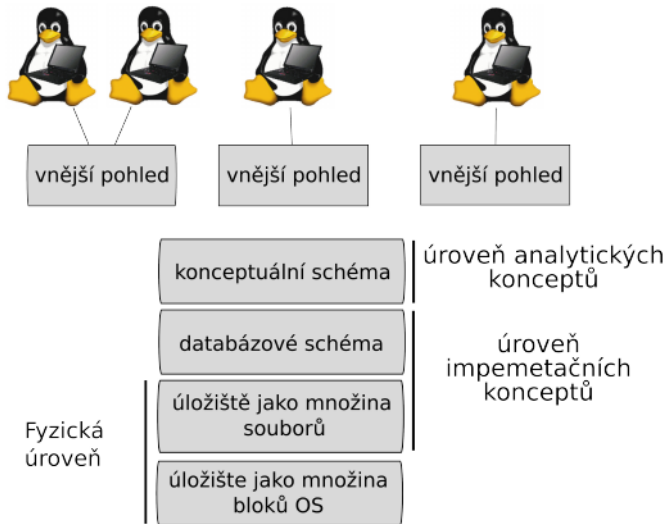 vnější pohled
vnější pohled
vnější pohled
konceptuální schéma
úroveň analytických
konceptů
databázové schéma
úroveň
impemetačních
konceptů
úložiště jako množina
souborů
Fyzická
úroveň
úložište jako množina
bloků OS